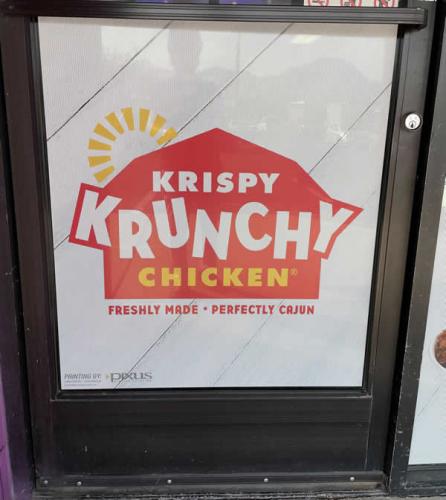 KRISPY
KRUNCHY
CHICKEN®
FRESHLY MADE • PERFECTLY CAJUN
PRINTING BY: PIXUS